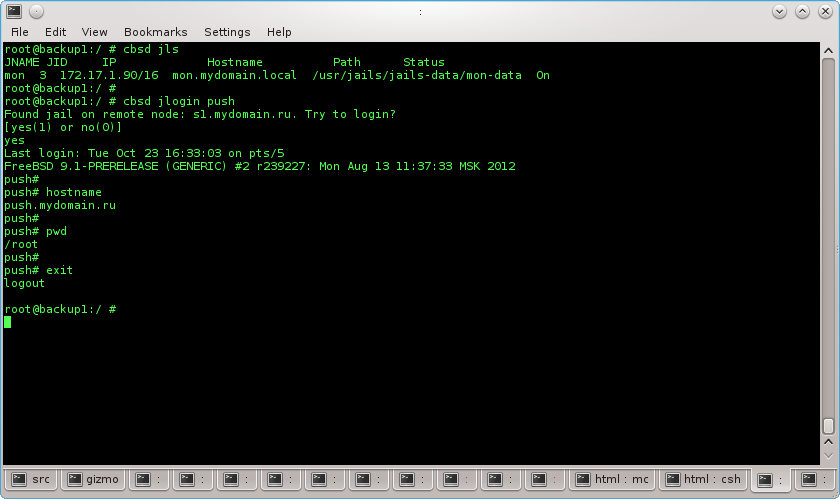 :
File Edit View Bookmarks Settings Help
root@backup1:/ # cbsd jls
JNAME JID     IP             Hostname          Path      Status
mon  3  172.17.1.90/16  mon.mydomain.local  /usr/jails/jails-data/mon-data  On
root@backup1:/ #
root@backup1:/ # cbsd jlogin push
Found jail on remote node: s1.mydomain.ru. Try to login?
[yes(1) or no(0)]
yes
Last login: Tue Oct 23 16:33:03 on pts/5
FreeBSD 9.1-PRERELEASE (GENERIC) #2 r239227: Mon Aug 13 11:37:33 MSK 2012
push#
push# hostname
push.mydomain.ru
push#
push# pwd
/root
push#
push# exit
logout
root@backup1:/ #
src gizmo : : : : : : : : : : html : mc html : csh : :